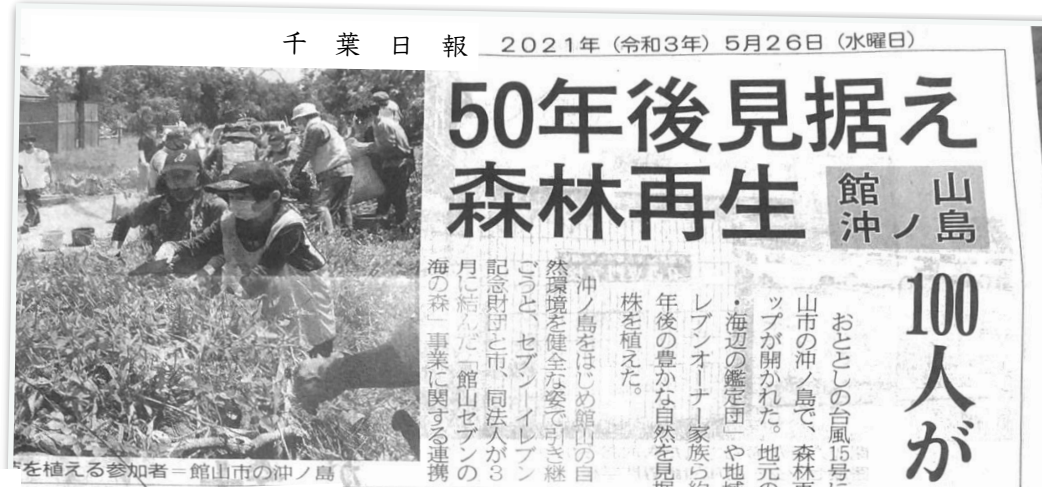 千葉日報
2021年（令和3年）5月26日（水曜日）
50年後見据え
森林再生
館山
沖ノ島
100人が
おととしの台風15号に
山市の沖ノ島で、森林再
ップが開かれた。地元の
・海辺の鑑定団」や地域
レブンオーナー家族ら約
年後の豊かな自然を見据
株を植えた。
沖ノ島をはじめ館山の自
然環境を健全な姿で引き継
ごうと、セブン―イレブン
記念財団と市、同法人が3
月に結んだ「館山セブンの
海の森」事業に関する連携
を植える参加者＝館山市の沖ノ島